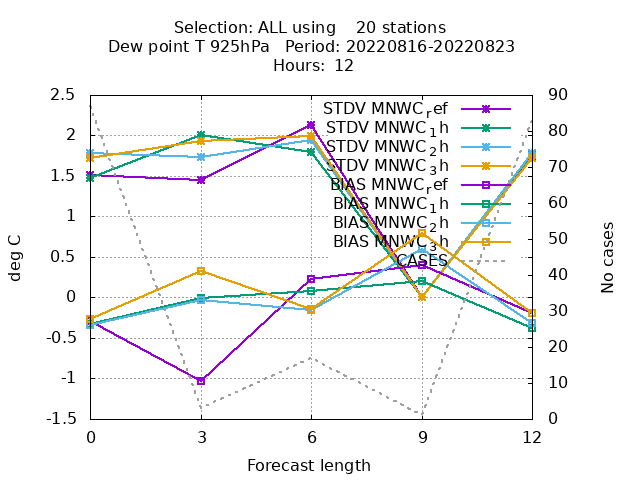 Selection: ALL using    20 stations
Dew point T 925hPa   Period: 20220816-20220823
Hours:  12
2.5
2
1.5
1
0.5
0
-0.5
-1
-1.5
deg C
90
80
70
60
50
40
30
20
10
0
No cases
STDV MNWC_ref
STDV MNWC_1h
STDV MNWC_2h
STDV MNWC_3h
BIAS MNWC_ref
BIAS MNWC_1h
BIAS MNWC_2h
BIAS MNWC_3h
CASES
0 3 6 9 12
Forecast length